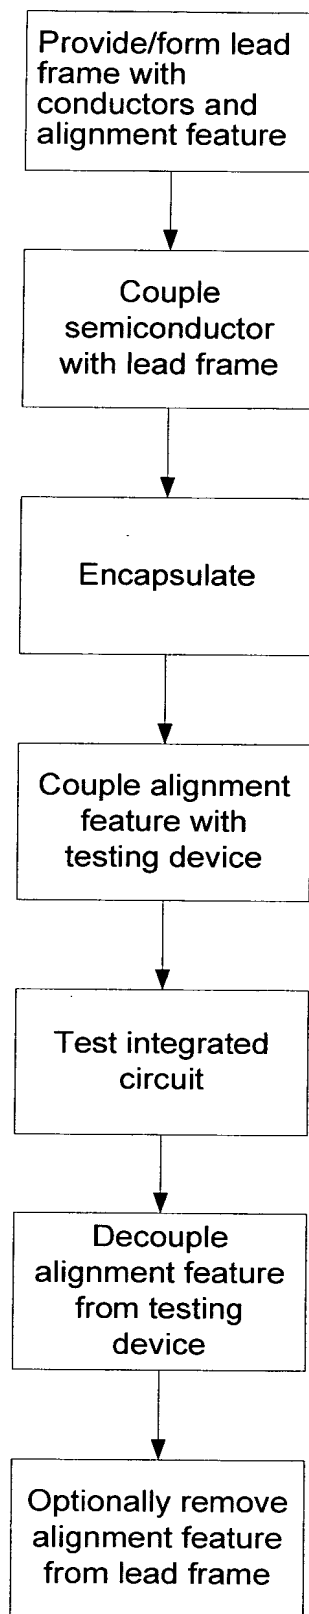 Provide/form lead
frame with
conductors and
alignment feature
Couple
semiconductor
with lead frame
Encapsulate
Couple alignment
feature with
testing device
Test integrated
circuit
Decouple
alignment feature
from testing
device
Optionally remove
alignment feature
from lead frame